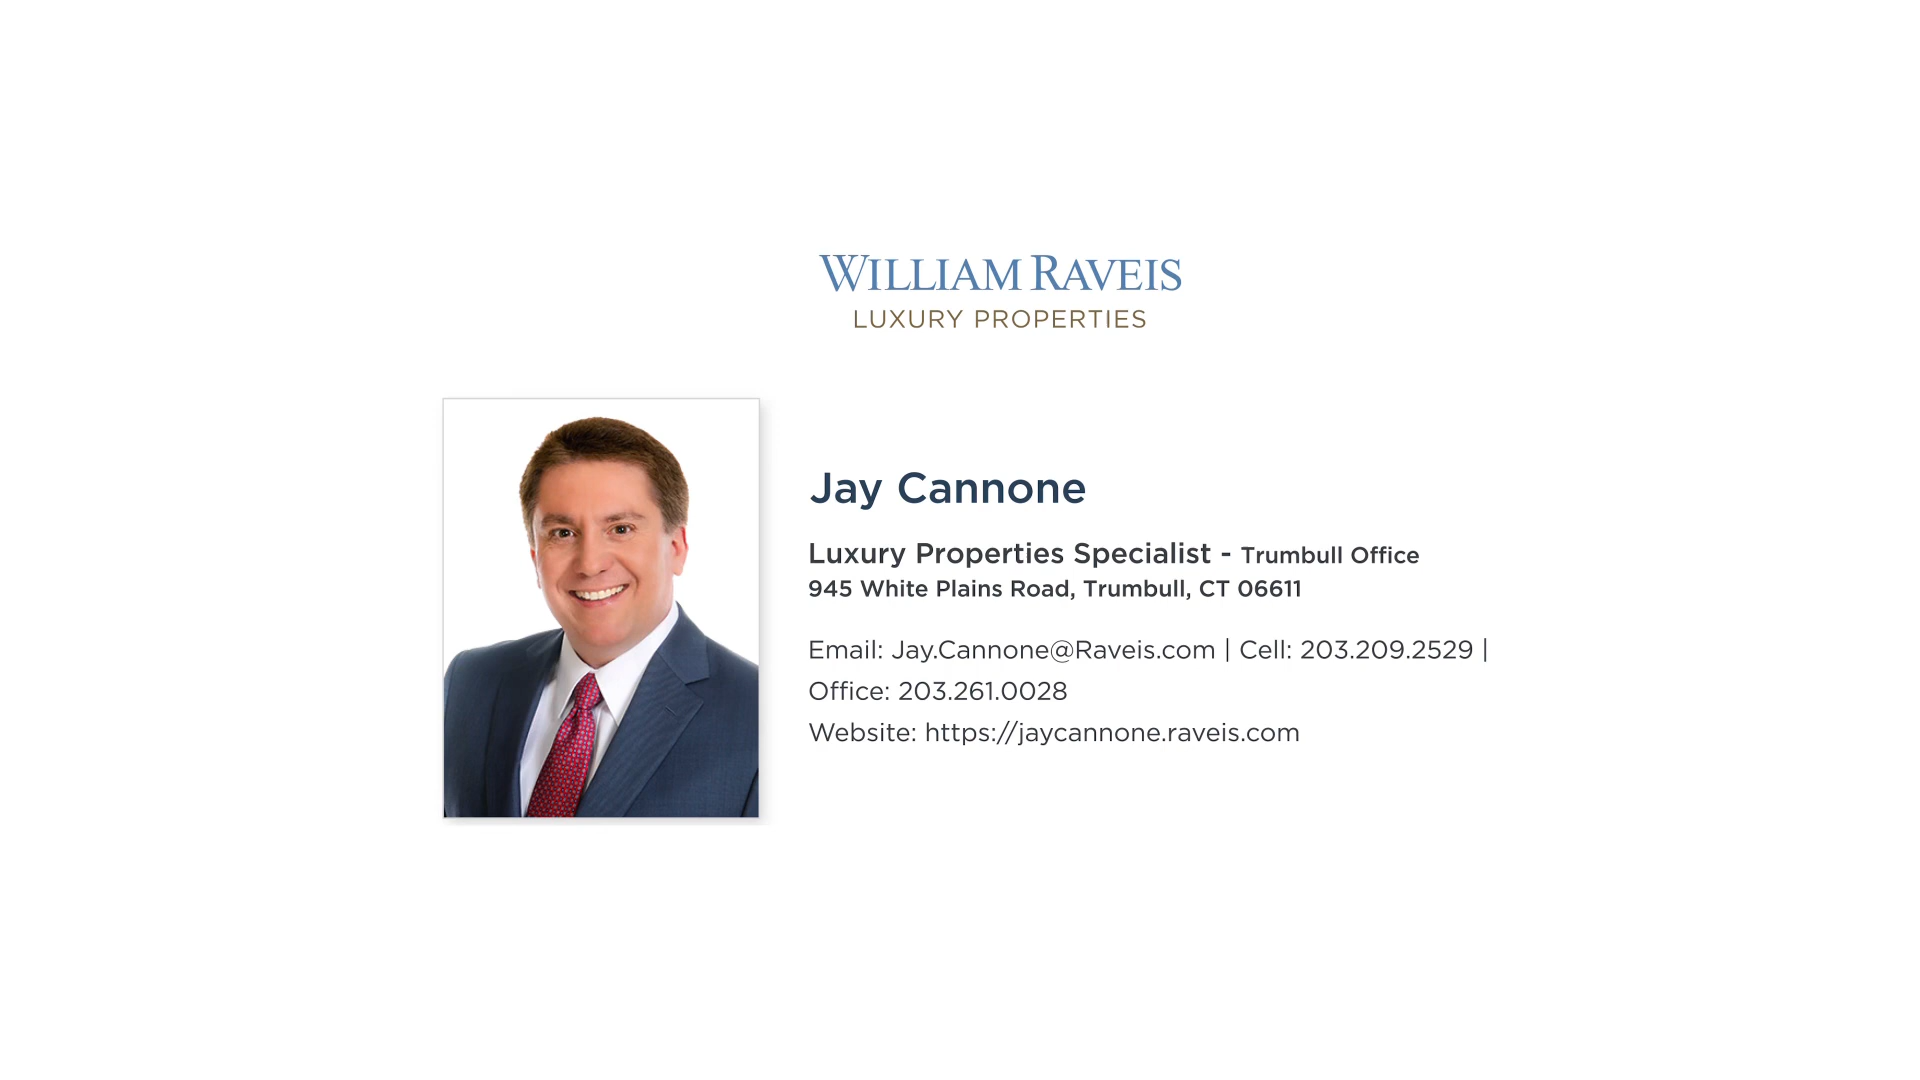 WILLIAM RAVEIS
LUXURY PROPERTIES
Jay Cannone
Luxury Properties Specialist - Trumbull Office
945 White Plains Road, Trumbull, CT 06611
Email: Jay.Cannone@Raveis.com | Cell: 203.209.2529 |
Office: 203.261.0028
Website: https://jaycannone.raveis.com